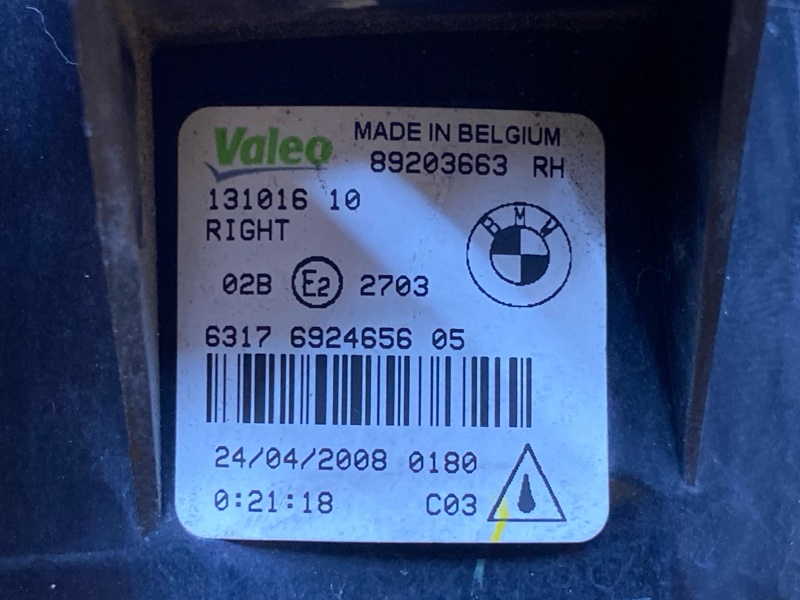 Valeo MADE IN BELGIUM
89203663 RH
131016 10
RIGHT
BMW
02B E2 2703
6317 6924656 05
24/04/2008 0180
0:21:18 C03